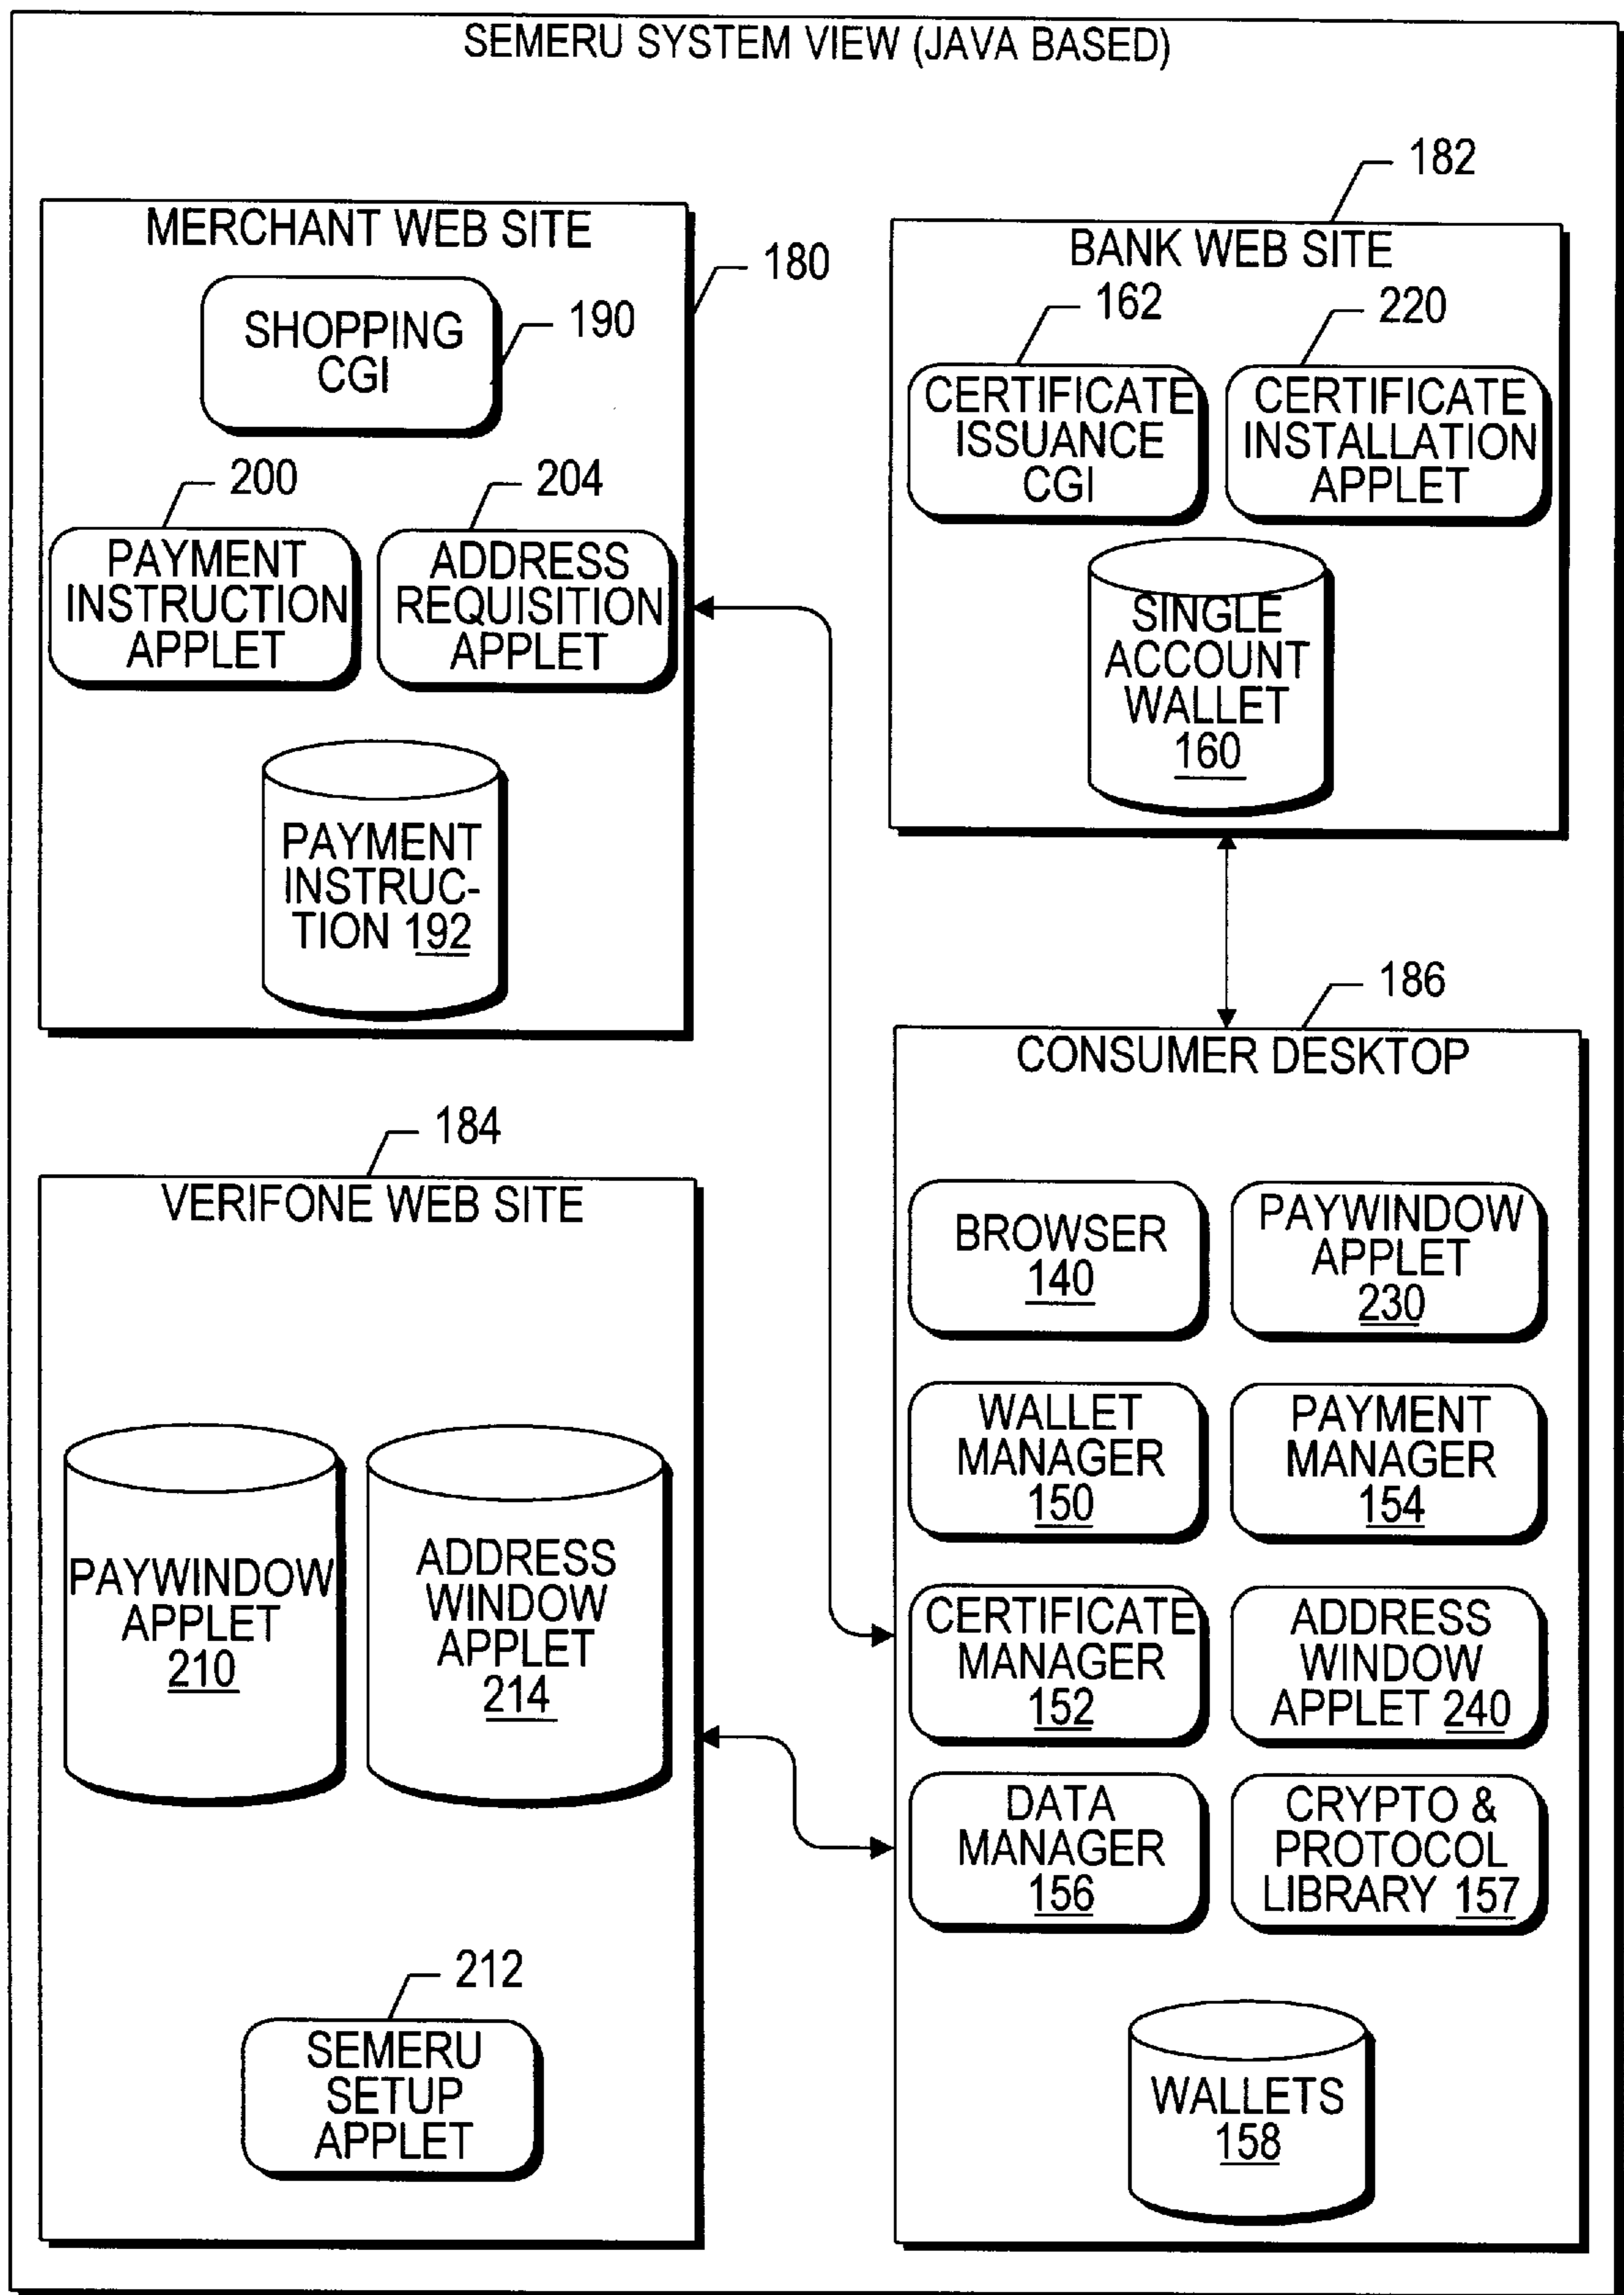 SEMERU SYSTEM VIEW (JAVA BASED)
MERCHANT WEB SITE
180
SHOPPING
CGI
190
200
PAYMENT
INSTRUCTION
APPLET
204
ADDRESS
REQUISITION
APPLET
PAYMENT
INSTRUC-
TION 192
182
BANK WEB SITE
162
CERTIFICATE
ISSUANCE
CGI
220
CERTIFICATE
INSTALLATION
APPLET
SINGLE
ACCOUNT
WALLET
160
184
VERIFONE WEB SITE
PAYWINDOW
APPLET
210
ADDRESS
WINDOW
APPLET
214
212
SEMERU
SETUP
APPLET
186
CONSUMER DESKTOP
BROWSER
140
PAYWINDOW
APPLET
230
WALLET
MANAGER
150
PAYMENT
MANAGER
154
CERTIFICATE
MANAGER
152
ADDRESS
WINDOW
APPLET 240
DATA
MANAGER
156
CRYPTO &
PROTOCOL
LIBRARY 157
WALLETS
158